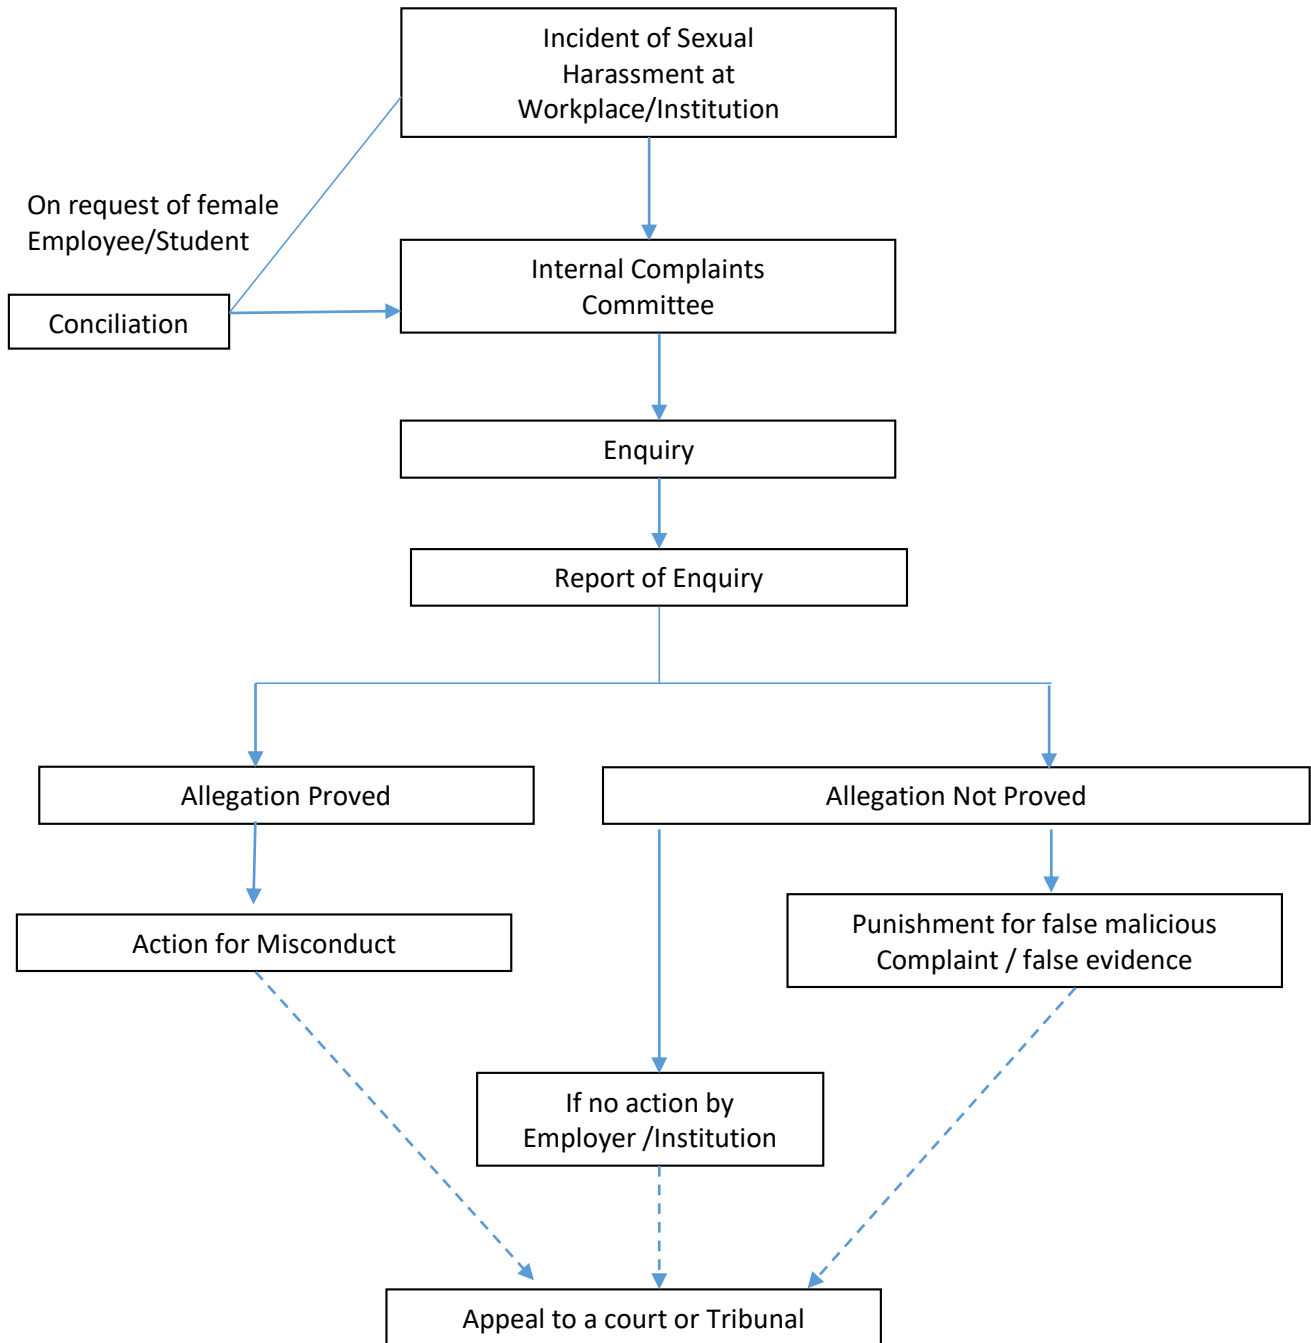 Incident of Sexual
Harassment at
Workplace/Institution
On request of female
Employee/Student
Internal Complaints
Committee
Conciliation
Enquiry
Report of Enquiry
Allegation Proved
Allegation Not Proved
Action for Misconduct
Punishment for false malicious
Complaint / false evidence
If no action by
Employer /Institution
Appeal to a court or Tribunal